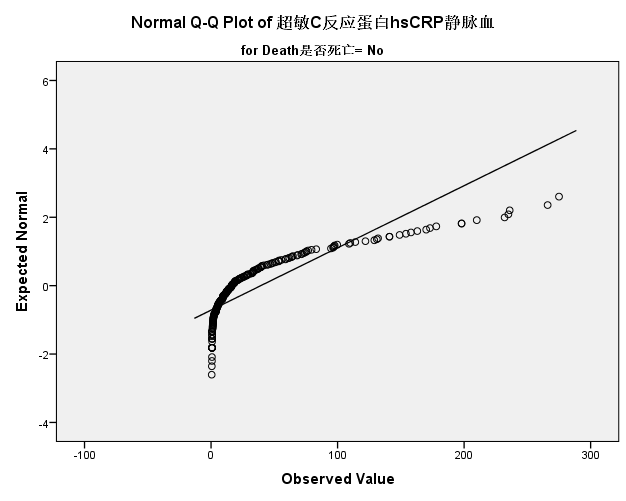 Normal Q-Q Plot of 超敏C反应蛋白hsCRP静脉血
for Death是否死亡= No
6
4
2
0
-2
-4
Expected Normal
-100
0
100
200
300
Observed Value